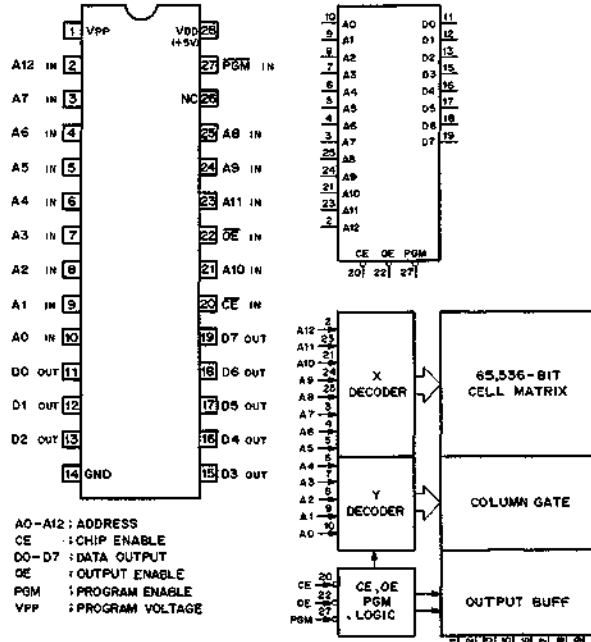 1 VPP VDD 28
(+5V)
A12 IN 2 27 PGM IN
A7 IN 3 NC 26
A6 IN 4 25 A8 IN
A5 IN 5 24 A9 IN
A4 IN 6 23 A11 IN
A3 IN 7 22 OE IN
A2 IN 8 21 A10 IN
A1 IN 9 20 CE IN
A0 IN 10 19 D7 OUT
D0 OUT 11 18 D6 OUT
D1 OUT 12 17 D5 OUT
D2 OUT 13 16 D4 OUT
14 GND 15 D3 OUT
A0-A12 : ADDRESS
CE : CHIP ENABLE
D0-D7 : DATA OUTPUT
OE : OUTPUT ENABLE
PGM : PROGRAM ENABLE
VPP : PROGRAM VOLTAGE
10 A0 D0 11
9 A1 D1 12
8 A2 D2 13
7 A3 D3 15
6 A4 D4 16
5 A5 D5 17
4 A6 D6 18
3 A7 D7 19
25 A8
24 A9
21 A10
23 A11
2 A12
CE OE PGM
20 22 27
A12 2
A11 23
A10 21
A9 24
A8 25
A7 3
A6 4
A5 5
X
DECODER
65,536-BIT
CELL MATRIX
A4 6
A3 7
A2 8
A1 9
A0 10
Y
DECODER
COLUMN GATE
CE 20
OE 22
PGM 27
CE, OE
PGM
LOGIC
OUTPUT BUFF